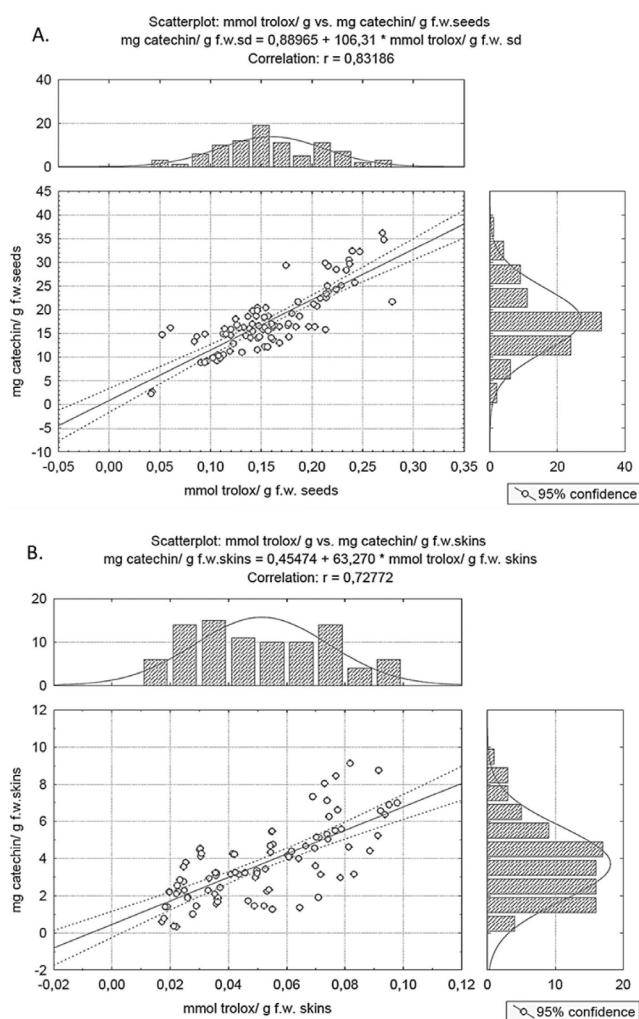 A.
Scatterplot: mmol trolox/ g vs. mg catechin/ g f.w.seeds
mg catechin/ g f.w.sd = 0,88965 + 106,31 * mmol trolox/ g f.w. sd
Correlation: r = 0,83186
40
20
0
45
40
35
30
25
20
15
10
5
0
-5
-10
mg catechin/ g f.w.seeds
-0,05 0,00 0,05 0,10 0,15 0,20 0,25 0,30 0,35
mmol trolox/ g f.w. seeds
0 20 40
95% confidence
B.
Scatterplot: mmol trolox/ g vs. mg catechin/ g f.w.skins
mg catechin/ g f.w.skins = 0,45474 + 63,270 * mmol trolox/ g f.w. skins
Correlation: r = 0,72772
20
10
0
12
10
8
6
4
2
0
-2
mg catechin/ g f.w.skins
-0,02 0,00 0,02 0,04 0,06 0,08 0,10 0,12
mmol trolox/ g f.w. skins
0 10 20
95% confidence